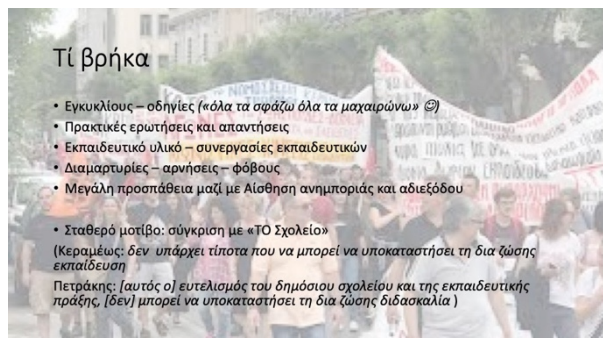 Τί βρήκα
• Εγκυκλίους – οδηγίες («όλα τα σφάζω όλα τα μαχαιρώνω» ☺)
• Πρακτικές ερωτήσεις και απαντήσεις
• Εκπαιδευτικό υλικό – συνεργασίες εκπαιδευτικών
• Διαμαρτυρίες – αρνήσεις – φόβους
• Μεγάλη προσπάθεια μαζί με Αίσθηση ανημποριάς και αδιεξόδου
• Σταθερό μοτίβο: σύγκριση με «ΤΟ Σχολείο»
(Κεραμέως: δεν υπάρχει τίποτα που να μπορεί να υποκαταστήσει τη δια ζώσης
εκπαίδευση
Πετράκης: [αυτός ο] ευτελισμός του δημόσιου σχολείου και της εκπαιδευτικής
πράξης, [δεν] μπορεί να υποκαταστήσει τη δια ζώσης διδασκαλία )